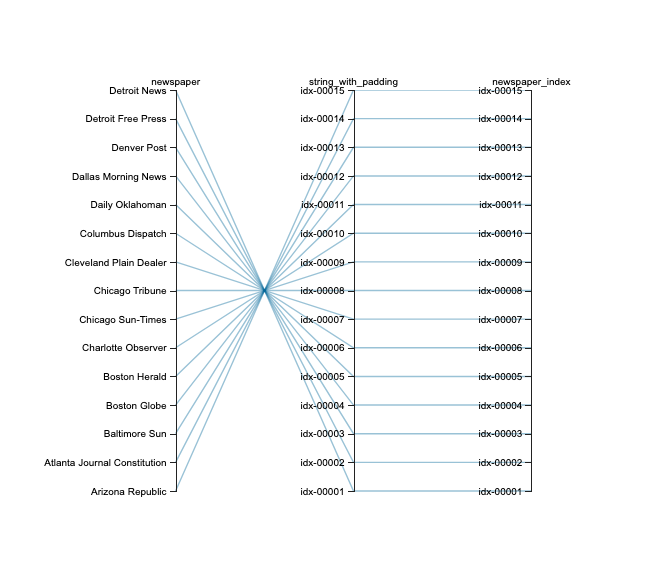 newspaper string_with_padding newspaper_index
Detroit News idx-00015 idx-00015
Detroit Free Press idx-00014 idx-00014
Denver Post idx-00013 idx-00013
Dallas Morning News idx-00012 idx-00012
Daily Oklahoman idx-00011 idx-00011
Columbus Dispatch idx-00010 idx-00010
Cleveland Plain Dealer idx-00009 idx-00009
Chicago Tribune idx-00008 idx-00008
Chicago Sun-Times idx-00007 idx-00007
Charlotte Observer idx-00006 idx-00006
Boston Herald idx-00005 idx-00005
Boston Globe idx-00004 idx-00004
Baltimore Sun idx-00003 idx-00003
Atlanta Journal Constitution idx-00002 idx-00002
Arizona Republic idx-00001 idx-00001